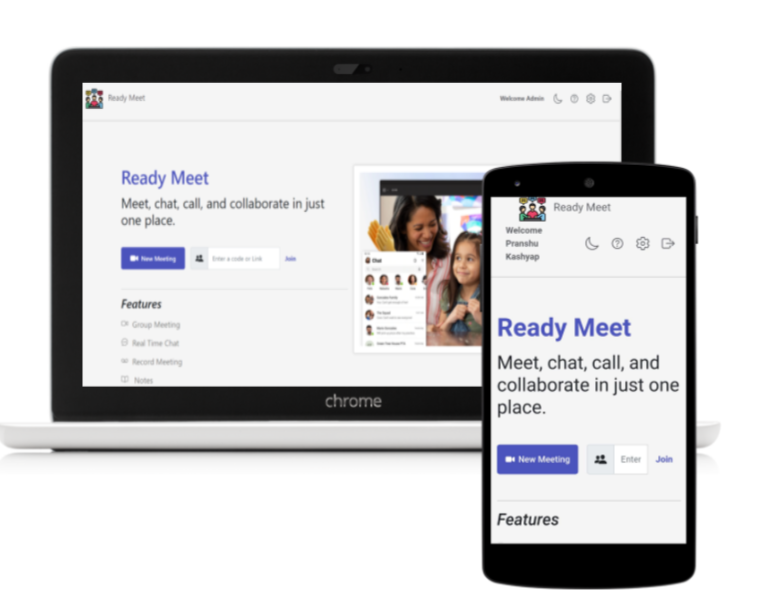 Ready Meet
Welcome Admin
Ready Meet
Meet, chat, call, and collaborate in just
one place.
New Meeting
Enter a code or Link
Join
Features
Group Meeting
Real Time Chat
Record Meeting
Notes
Chat
chrome
Ready Meet
Welcome
Pranshu
Kashyap
Ready Meet
Meet, chat, call, and
collaborate in just one
place.
New Meeting
Enter
Join
Features